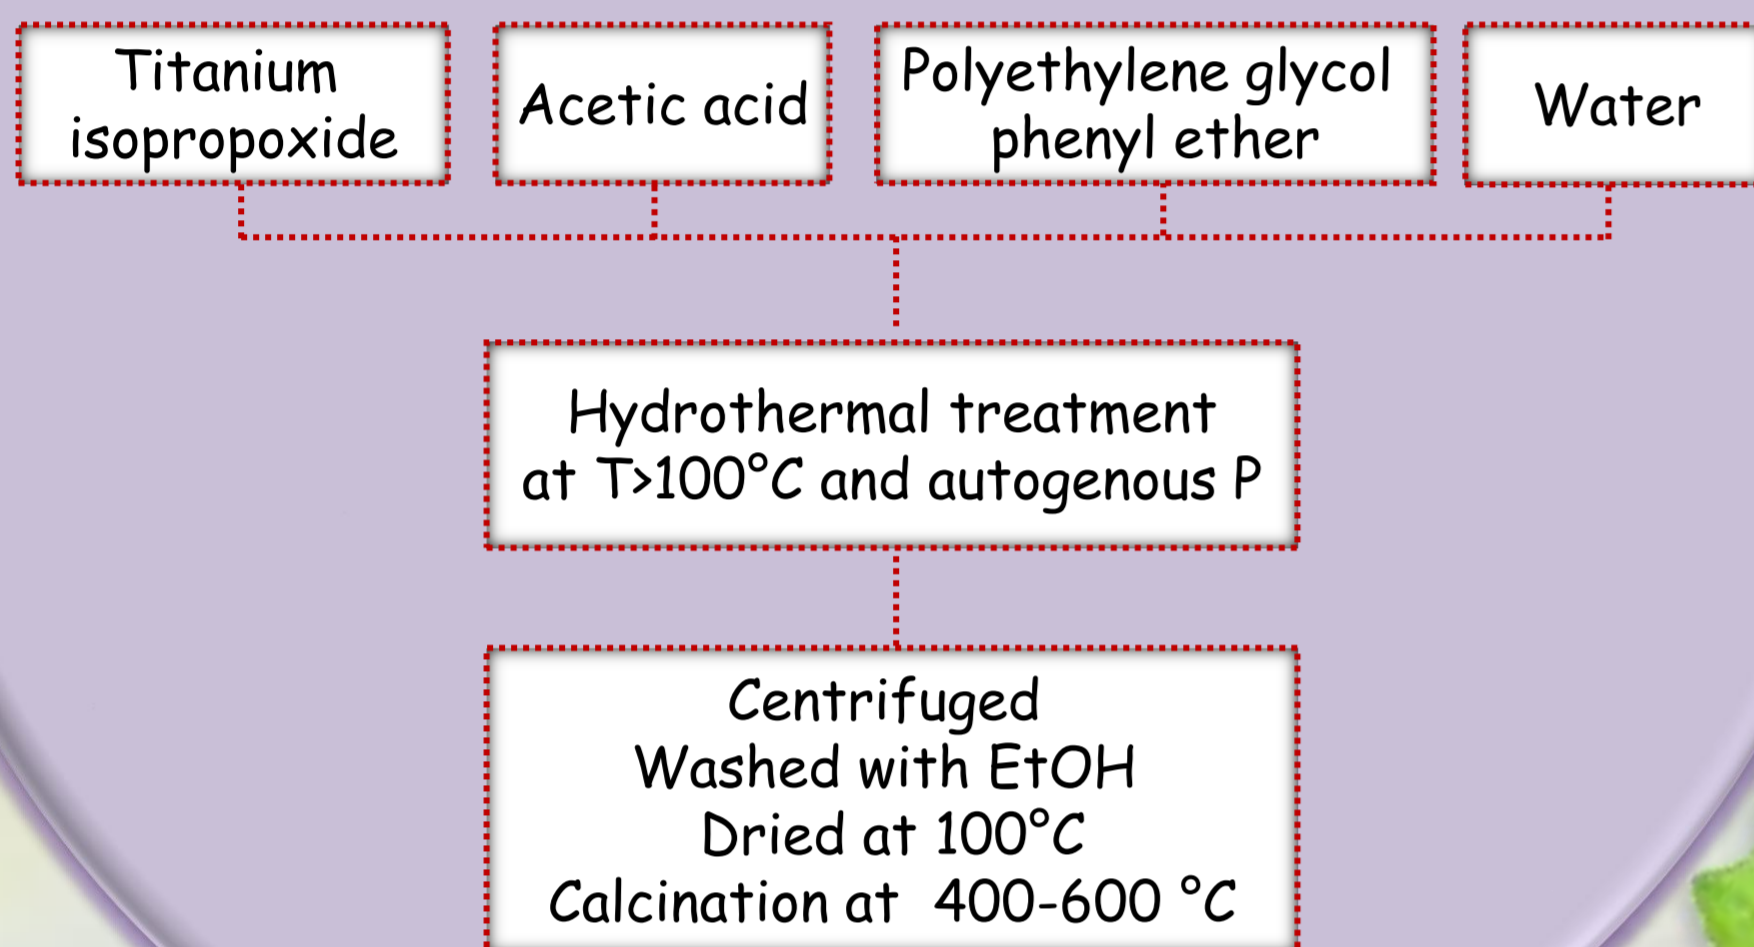 Titanium
isopropoxide
Acetic acid
Polyethylene glycol
phenyl ether
Water
Hydrothermal treatment
at T>100°C and autogenous P
Centrifuged
Washed with EtOH
Dried at 100°C
Calcination at  400-600 °C